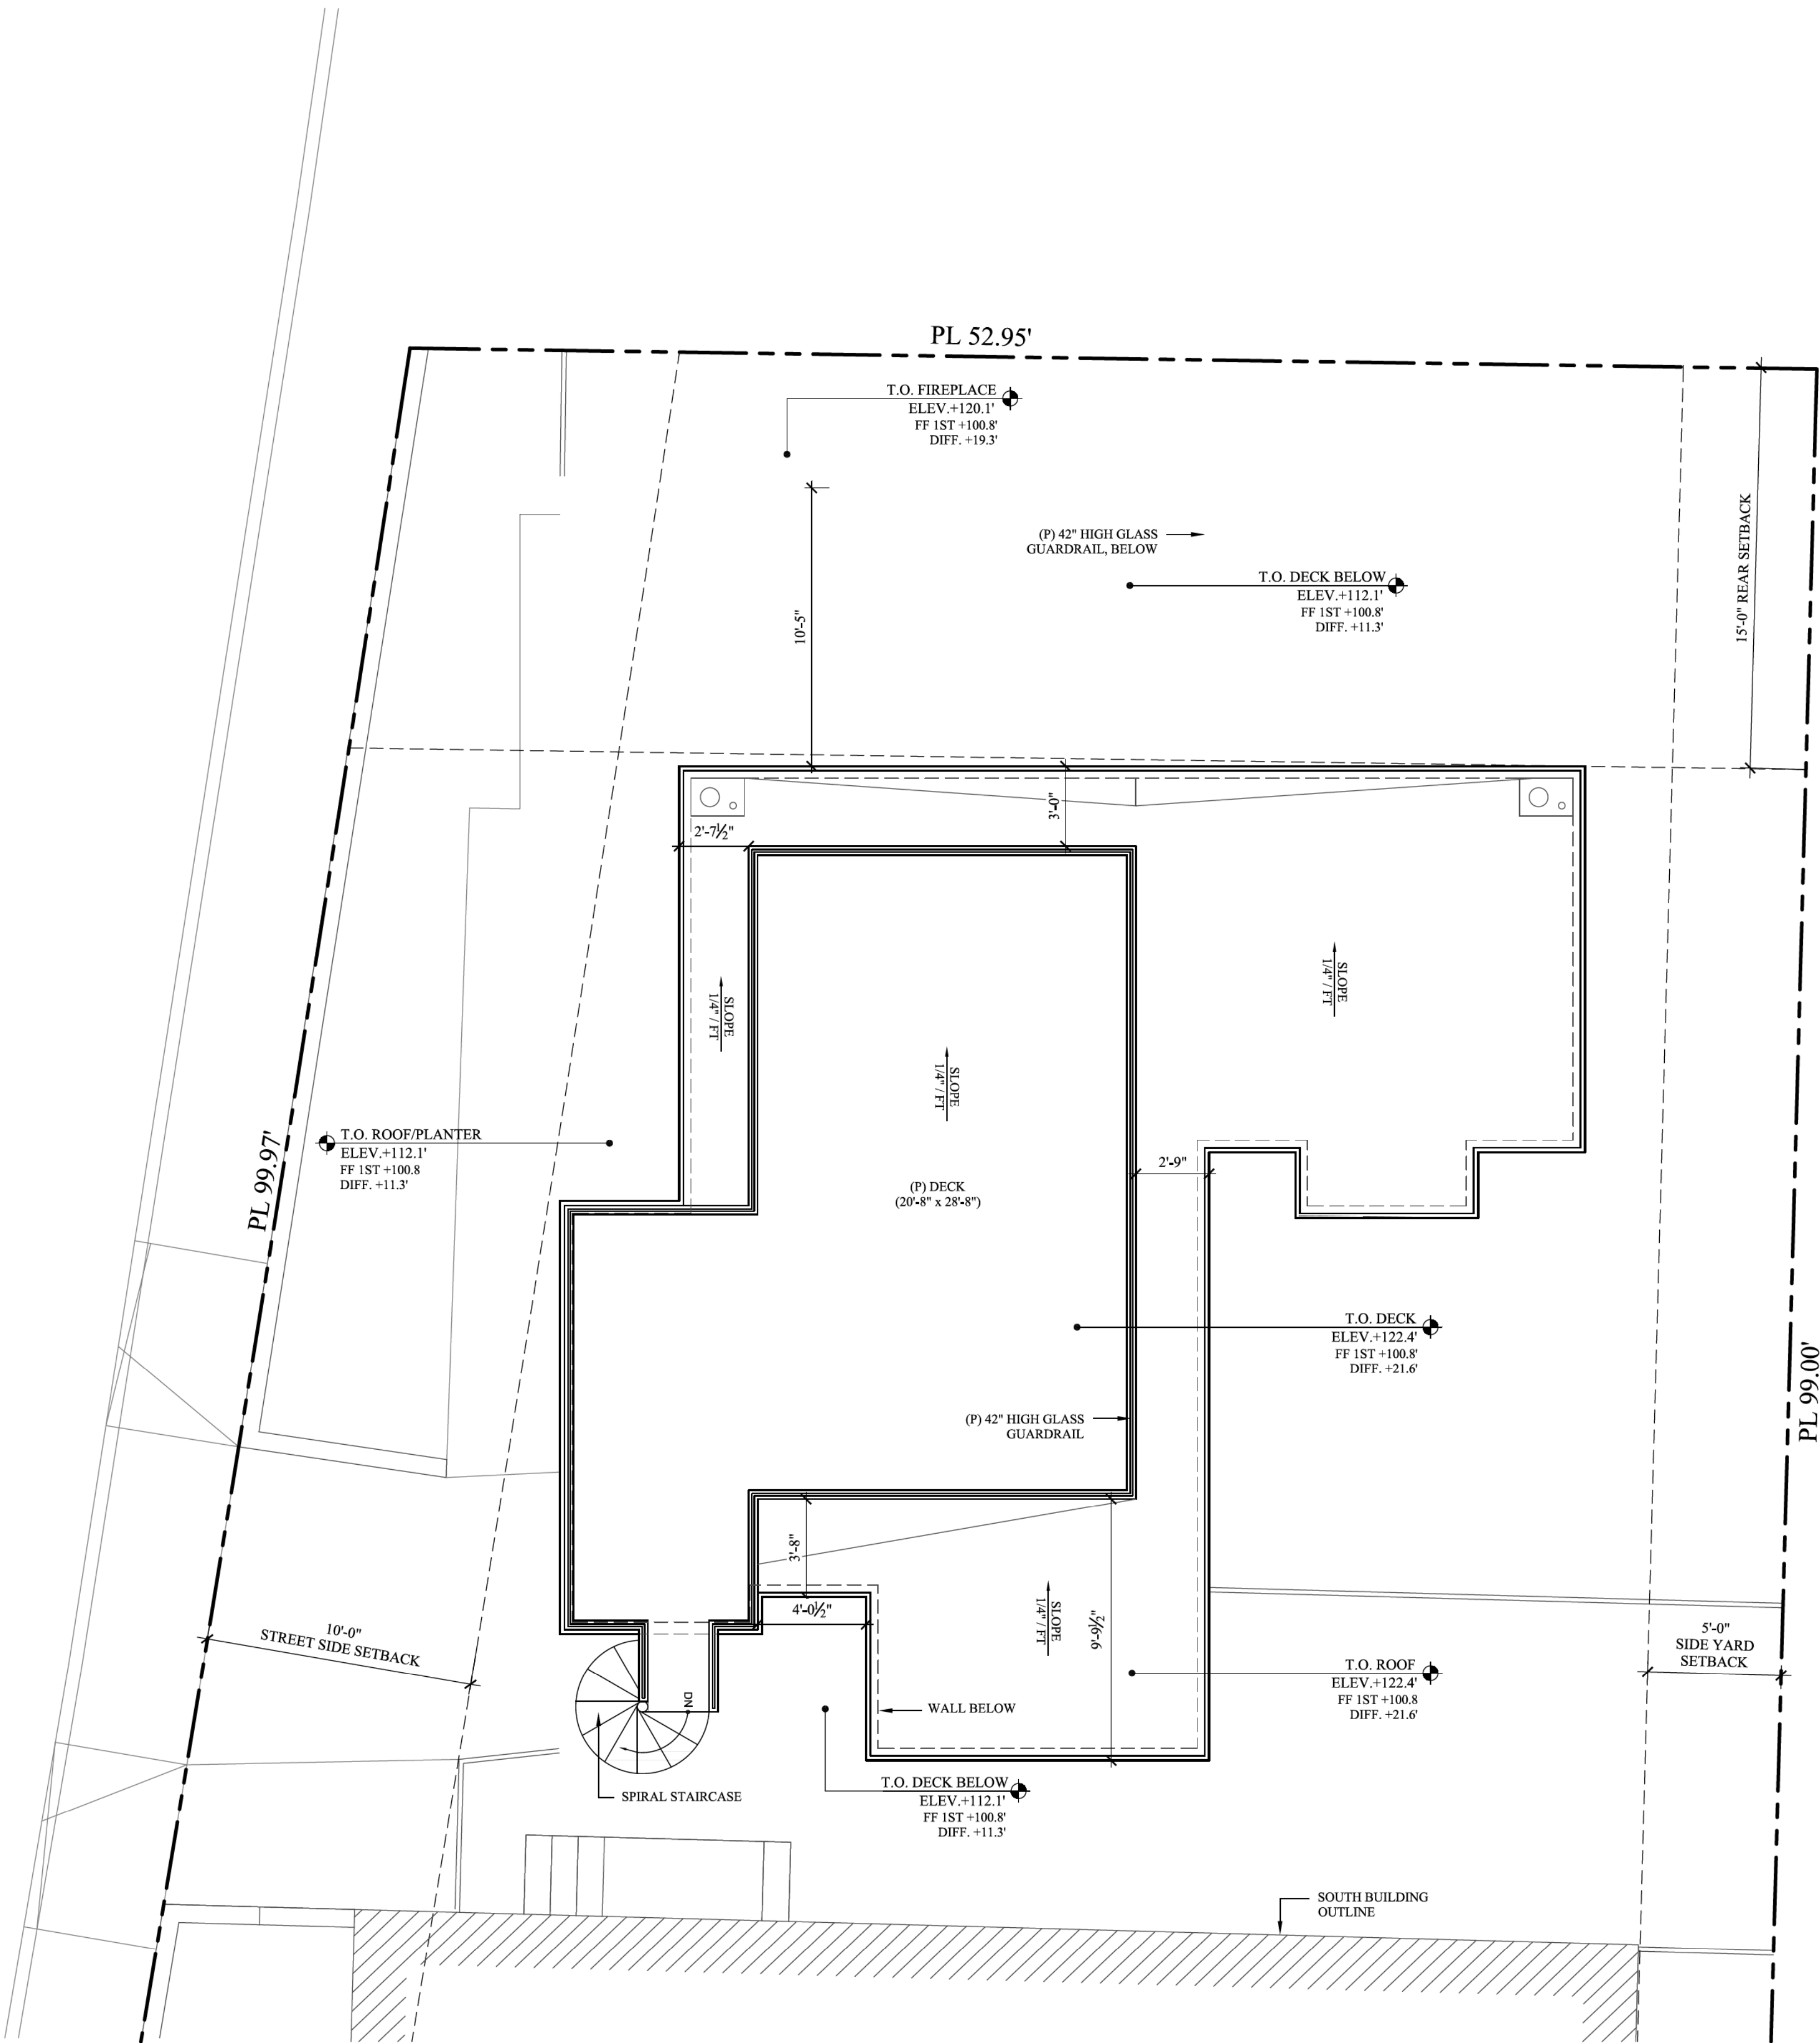 PL 52.95'
T.O. FIREPLACE
ELEV.+120.1'
FF 1ST +100.8'
DIFF. +19.3'
(P) 42" HIGH GLASS
GUARDRAIL, BELOW
T.O. DECK BELOW
ELEV.+112.1'
FF 1ST +100.8'
DIFF. +11.3'
15'-0" REAR SETBACK
10'-5"
3'-0"
2'-7½"
SLOPE
1/4" / FT
SLOPE
1/4" / FT
SLOPE
1/4" / FT
T.O. ROOF/PLANTER
ELEV.+112.1'
FF 1ST +100.8
DIFF. +11.3'
PL 99.97'
2'-9"
(P) DECK
(20'-8" x 28'-8")
T.O. DECK
ELEV.+122.4'
FF 1ST +100.8'
DIFF. +21.6'
PL 99.00'
(P) 42" HIGH GLASS
GUARDRAIL
3'-8"
4'-0½"
SLOPE
1/4" / FT
9'-9½"
10'-0"
STREET SIDE SETBACK
5'-0"
SIDE YARD
SETBACK
T.O. ROOF
ELEV.+122.4'
FF 1ST +100.8
DIFF. +21.6'
DN
WALL BELOW
SPIRAL STAIRCASE
T.O. DECK BELOW
ELEV.+112.1'
FF 1ST +100.8'
DIFF. +11.3'
SOUTH BUILDING
OUTLINE